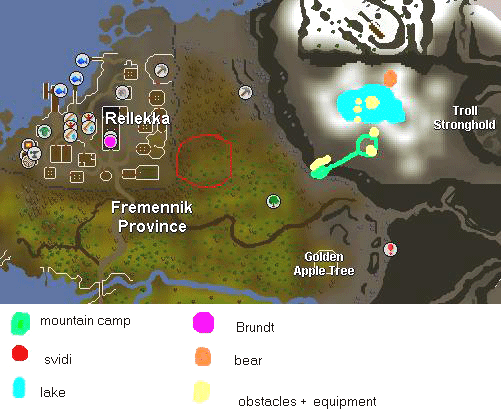 Rellekka
Troll
Stronghold
Fremennik
Province
Golden
Apple Tree
mountain camp
Brundt
svidi
bear
lake
obstacles + equipment